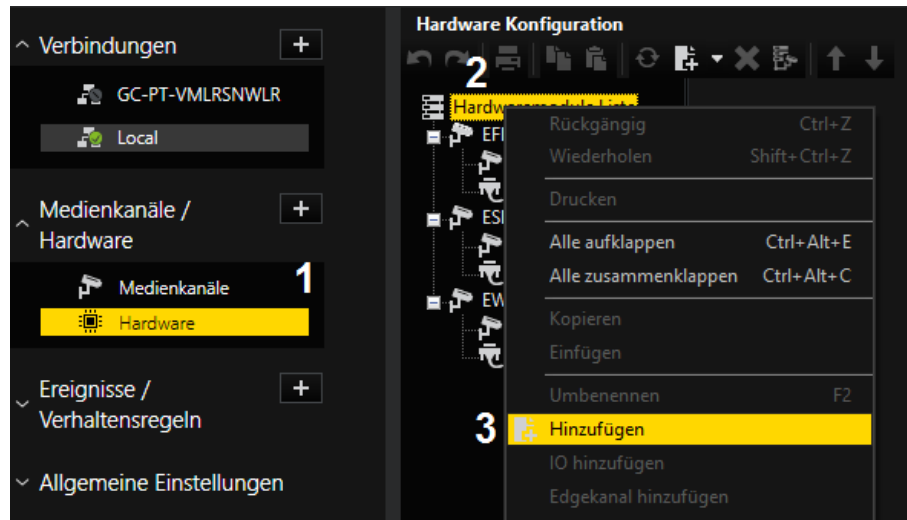 Verbindungen
GC-PT-VMLRSNWLR
Local
Medienkanäle /
Hardware
1
Medienkanäle
Hardware
Ereignisse /
Verhaltensregeln
Allgemeine Einstellungen
Hardware Konfiguration
2
Rückgängig Ctrl+Z
Wiederholen Shift+Ctrl+Z
Drucken
Alle aufklappen Ctrl+Alt+E
Alle zusammenklappen Ctrl+Alt+C
Kopieren
Einfügen
Umbenennen F2
3 Hinzufügen
IO hinzufügen
Edgekanal hinzufügen